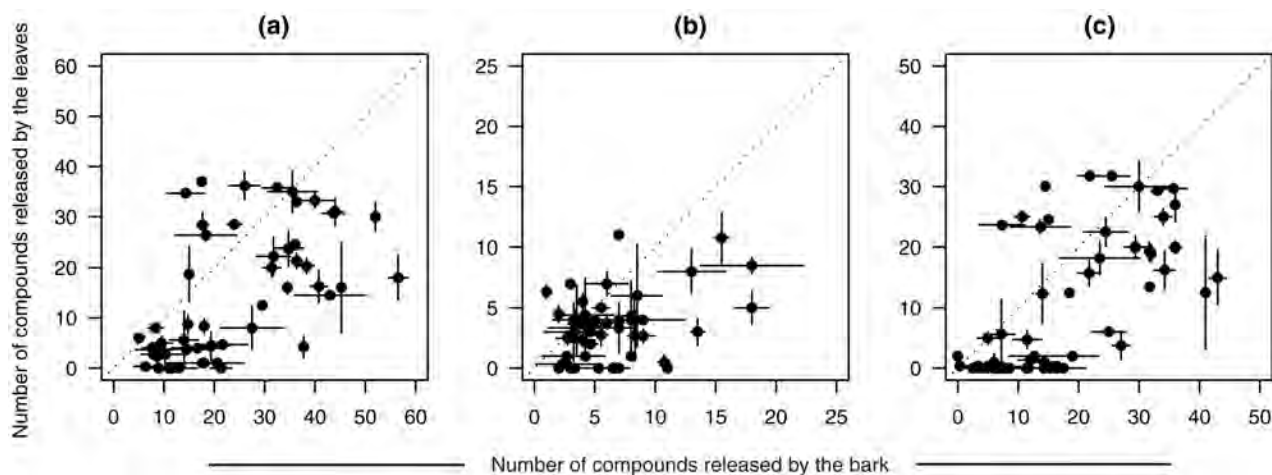 (a) (b) (c)
Number of compounds released by the leaves
60 50 40 30 20 10 0
0 10 20 30 40 50 60
25 20 15 10 5 0
0 5 10 15 20 25
50 40 30 20 10 0
0 10 20 30 40 50
Number of compounds released by the bark